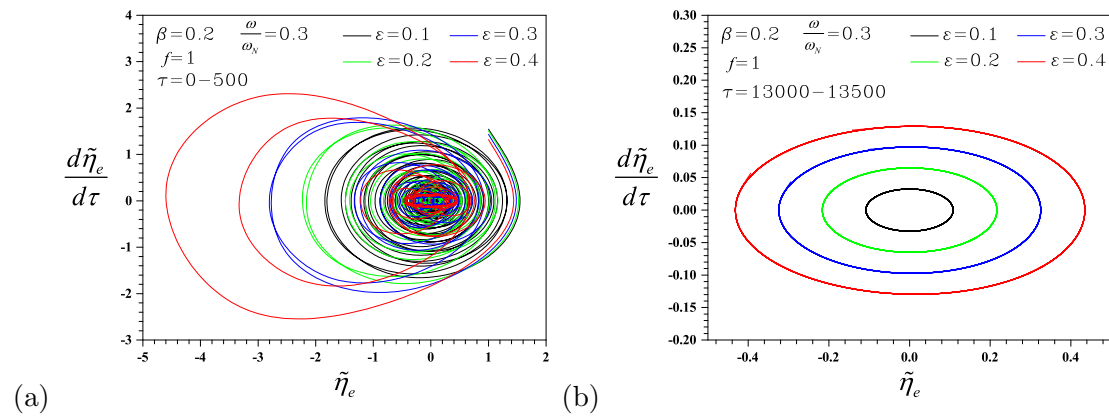 β=0.2 ω/ω_N=0.3 ε=0.1 ε=0.3
f=1 ε=0.2 ε=0.4
τ=0−500
4
3
2
1
0
-1
-2
-3
dη̃_e/dτ
-5 -4 -3 -2 -1 0 1 2
η̃_e
(a)
β=0.2 ω/ω_N=0.3 ε=0.1 ε=0.3
f=1 ε=0.2 ε=0.4
τ=13000−13500
0.30
0.25
0.20
0.15
0.10
0.05
0.00
-0.05
-0.10
-0.15
-0.20
dη̃_e/dτ
-0.4 -0.2 0.0 0.2 0.4
η̃_e
(b)